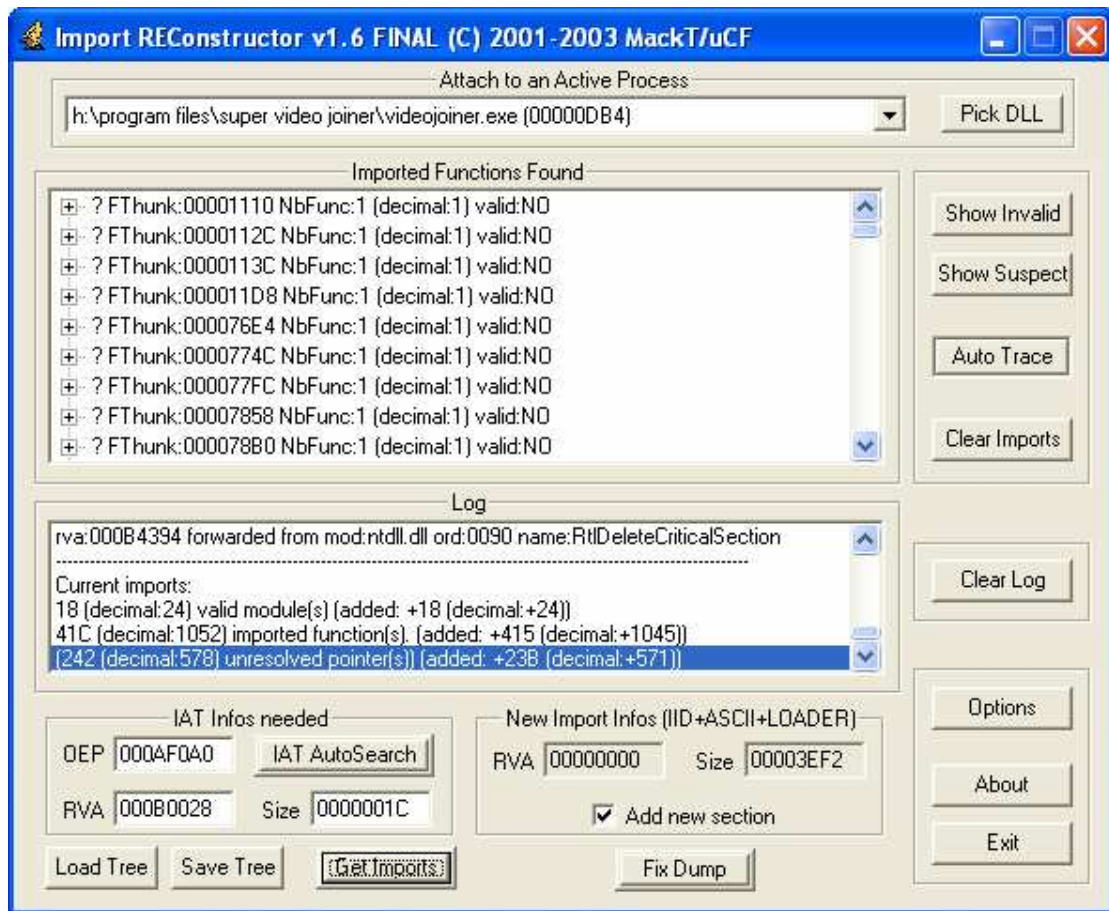 Import REConstructor v1.6 FINAL (C) 2001-2003 MackT/uCF
Attach to an Active Process
h:\program files\super video joiner\videojoiner.exe (00000DB4)
Pick DLL
Imported Functions Found
? FThunk:00001110 NbFunc:1 (decimal:1) valid:NO
? FThunk:0000112C NbFunc:1 (decimal:1) valid:NO
? FThunk:0000113C NbFunc:1 (decimal:1) valid:NO
? FThunk:000011D8 NbFunc:1 (decimal:1) valid:NO
? FThunk:000076E4 NbFunc:1 (decimal:1) valid:NO
? FThunk:0000774C NbFunc:1 (decimal:1) valid:NO
? FThunk:000077FC NbFunc:1 (decimal:1) valid:NO
? FThunk:00007858 NbFunc:1 (decimal:1) valid:NO
? FThunk:000078B0 NbFunc:1 (decimal:1) valid:NO
Show Invalid
Show Suspect
Auto Trace
Clear Imports
Log
rva:000B4394 forwarded from mod:ntdll.dll ord:0090 name:RtlDeleteCriticalSection
------------------------------------------------------------
Current imports:
18 (decimal:24) valid module(s) (added: +18 (decimal:+24))
41C (decimal:1052) imported function(s). (added: +415 (decimal:+1045))
(242 (decimal:578) unresolved pointer(s)) (added: +23B (decimal:+571))
Clear Log
IAT Infos needed
OEP 000AF0A0 IAT AutoSearch
RVA 000B0028 Size 0000001C
New Import Infos (IID+ASCII+LOADER)
RVA 00000000 Size 00003EF2
Add new section
Options
About
Exit
Load Tree Save Tree Get Imports Fix Dump